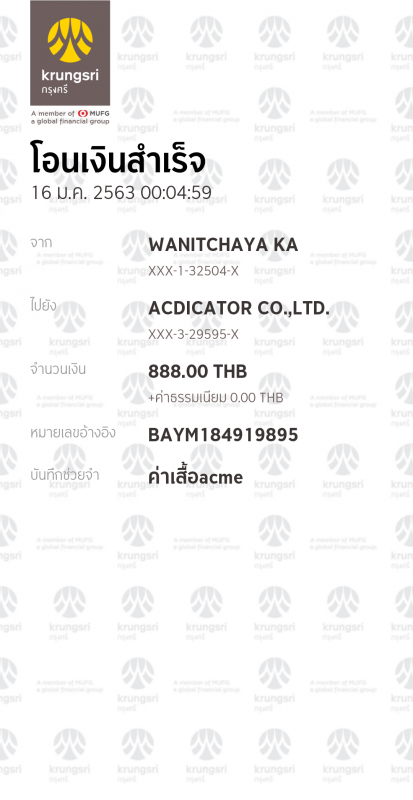 krungsri
กรุงศรี
A member of MUFG
a global financial group
โอนเงินสำเร็จ
16 ม.ค. 2563 00:04:59
จาก
WANITCHAYA KA
XXX-1-32504-X
ไปยัง
ACDICATOR CO.,LTD.
XXX-3-29595-X
จำนวนเงิน
888.00 THB
+ค่าธรรมเนียม 0.00 THB
หมายเลขอ้างอิง
BAYM184919895
บันทึกช่วยจำ
ค่าเสื้อacme